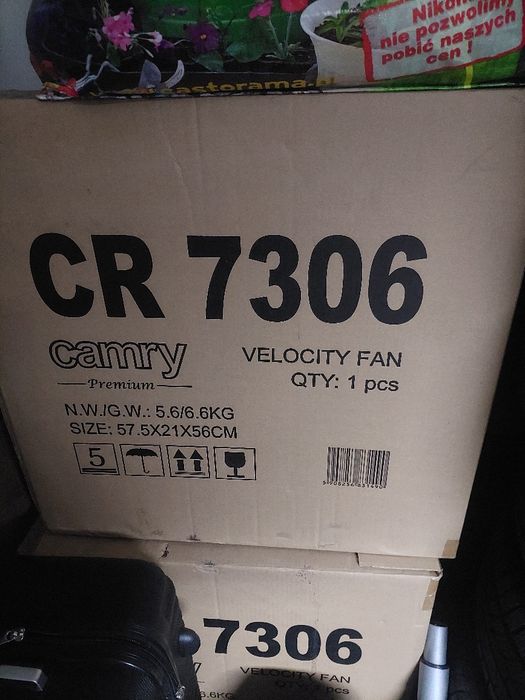 nie pozwolimy
pobić naszych
cen !
CR 7306
camry
Premium
VELOCITY FAN
QTY: 1 pcs
N.W./G.W.: 5.6/6.6KG
SIZE: 57.5X21X56CM
5
7306
VELOCITY FAN
pcs